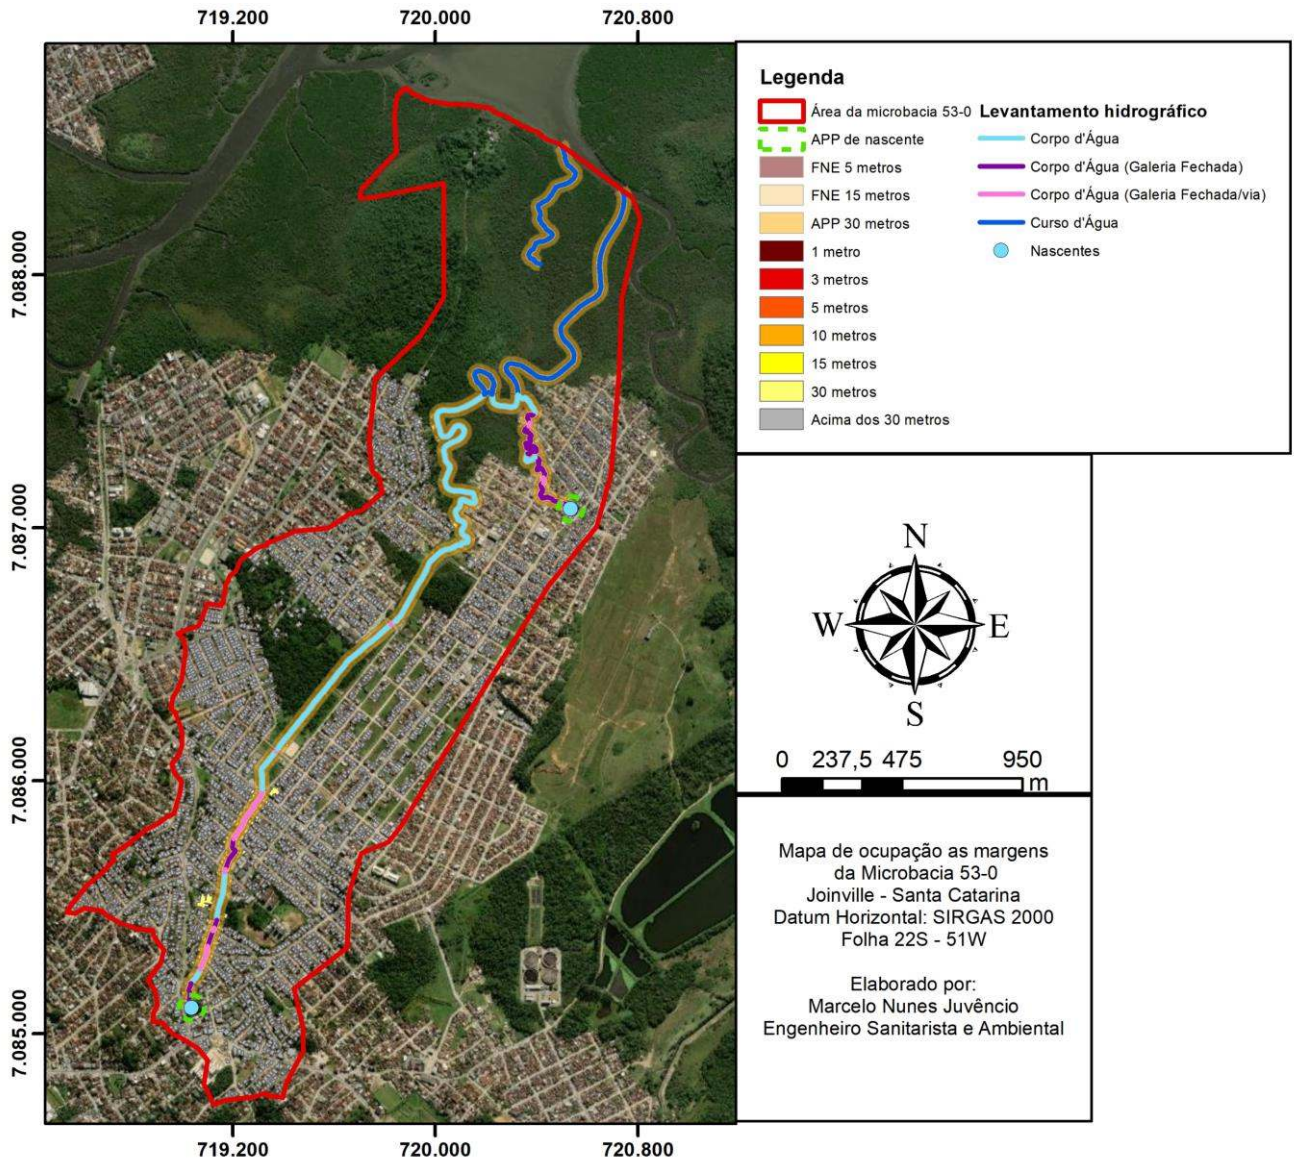 719.200 720.000 720.800
7.088.000
7.087.000
7.086.000
7.085.000
719.200 720.000 720.800
Legenda
Área da microbacia 53-0
APP de nascente
FNE 5 metros
FNE 15 metros
APP 30 metros
1 metro
3 metros
5 metros
10 metros
15 metros
30 metros
Acima dos 30 metros
Levantamento hidrográfico
Corpo d'Água
Corpo d'Água (Galeria Fechada)
Corpo d'Água (Galeria Fechada/via)
Curso d'Água
Nascentes
N
W E
S
0 237,5 475 950
m
Mapa de ocupação as margens
da Microbacia 53-0
Joinville - Santa Catarina
Datum Horizontal: SIRGAS 2000
Folha 22S - 51W
Elaborado por:
Marcelo Nunes Juvêncio
Engenheiro Sanitarista e Ambiental